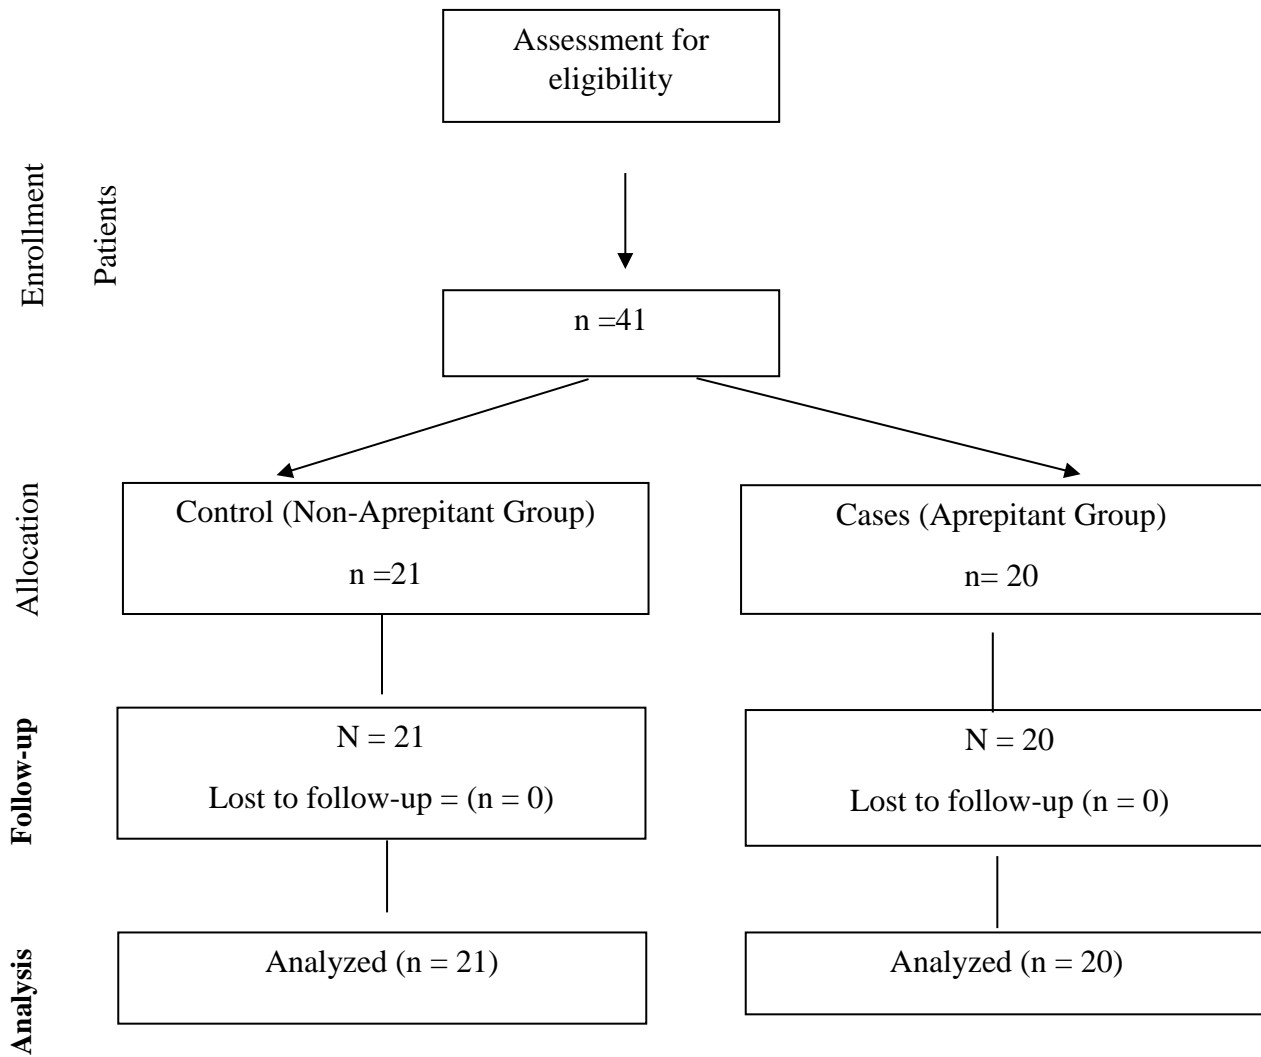 Assessment for
eligibility
Enrollment
Patients
n =41
Allocation
Control (Non-Aprepitant Group)
n =21
Cases (Aprepitant Group)
n= 20
Follow-up
N = 21
Lost to follow-up = (n = 0)
N = 20
Lost to follow-up (n = 0)
Analysis
Analyzed (n = 21)
Analyzed (n = 20)